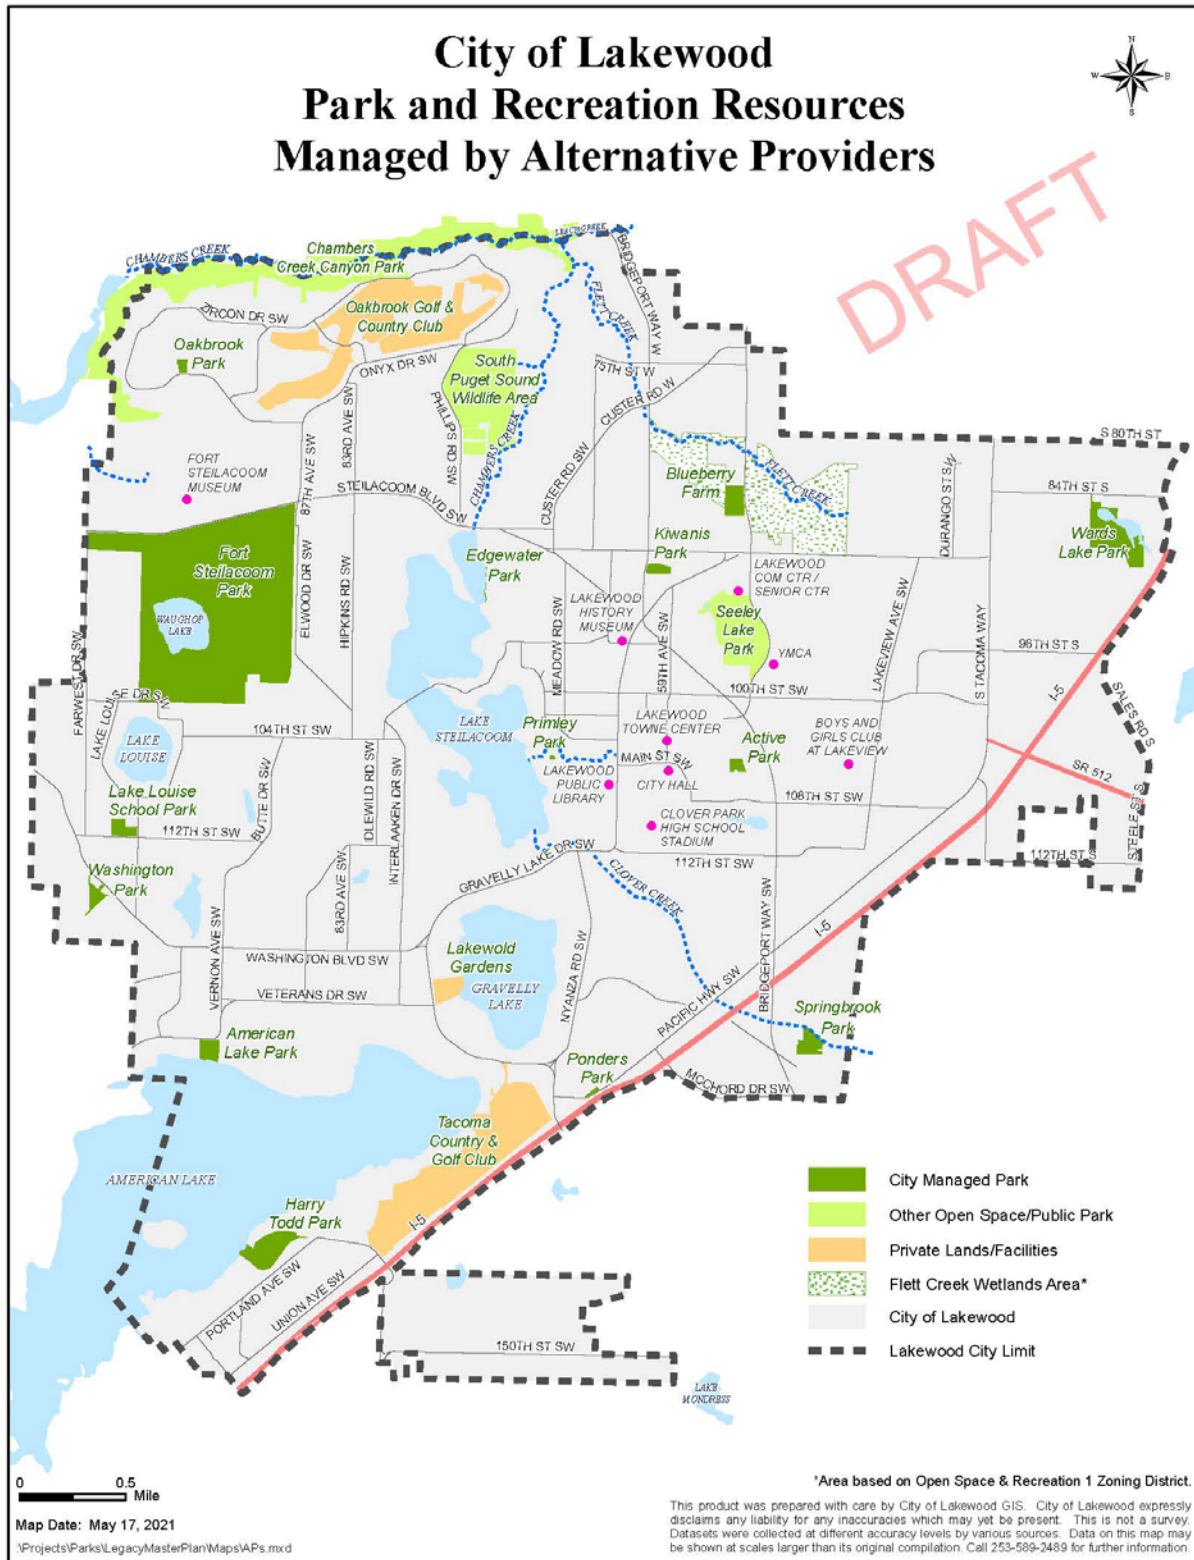 City of Lakewood
Park and Recreation Resources
Managed by Alternative Providers
N
W
S
DRAFT
CHAMBERS CREEK
Chambers
Creek Canyon Park
LEACH CREEK
BRIDGEPORT WAY W
FLETT CREEK
ZIRCON DR SW
Oakbrook Golf &
Country Club
Oakbrook
Park
ONYX DR SW
South
Puget Sound
Wildlife Area
75TH ST W
CUSTER RD W
PHILLIPS RD SW
CHAMBERS CREEK
83RD AVE SW
87TH AVE SW
CUSTER RD SW
S 80TH ST
FORT
STEILACOOM
MUSEUM
STEILACOOM BLVD SW
Blueberry
Farm
FLETT CREEK
DURANGO ST SW
84TH ST S
Wards
Lake Park
Fort
Steilacoom
Park
Edgewater
Park
Kiwanis
Park
LAKEWOOD
COM CTR /
SENIOR CTR
ELWOOD DR SW
HIPKINS RD SW
WAUGHOP
LAKE
LAKEWOOD
HISTORY
MUSEUM
Seeley
Lake
Park
YMCA
MEADOW RD SW
59TH AVE SW
LAKEVIEW AVE SW
S TACOMA WAY
96TH ST S
I-5
SALES RD S
100TH ST SW
FARWEST DR SW
LAKE LOUISE DR SW
104TH ST SW
LAKE
LOUISE
LAKE
STEILACOOM
Primley
Park
LAKEWOOD
TOWNE CENTER
Active
Park
BOYS AND
GIRLS CLUB
AT LAKEVIEW
MAIN ST SW
LAKEWOOD
PUBLIC
LIBRARY
CITY HALL
108TH ST SW
SR 512
STEELE ST S
Lake Louise
School Park
112TH ST SW
BUTTE DR SW
IDLEWILD RD SW
INTERLAAKEN DR SW
CLOVER PARK
HIGH SCHOOL
STADIUM
112TH ST SW
112TH ST S
GRAVELLY LAKE DR SW
Washington
Park
83RD AVE SW
CLOVER CREEK
VERNON AVE SW
WASHINGTON BLVD SW
Lakewold
Gardens
GRAVELLY
LAKE
NYANZA RD SW
BRIDGEPORT WAY SW
I-5
VETERANS DR SW
PACIFIC HWY SW
Springbrook
Park
American
Lake Park
Ponders
Park
MCCHORD DR SW
Tacoma
Country &
Golf Club
AMERICAN LAKE
Harry
Todd Park
I-5
PORTLAND AVE SW
UNION AVE SW
150TH ST SW
LAKE
MONDRESS
City Managed Park
Other Open Space/Public Park
Private Lands/Facilities
Flett Creek Wetlands Area*
City of Lakewood
Lakewood City Limit
0 0.5
Mile
Map Date: May 17, 2021
:\Projects\Parks\LegacyMasterPlan\Maps\APs.mxd
*Area based on Open Space & Recreation 1 Zoning District.
This product was prepared with care by City of Lakewood GIS. City of Lakewood expressly
disclaims any liability for any inaccuracies which may yet be present. This is not a survey.
Datasets were collected at different accuracy levels by various sources. Data on this map may
be shown at scales larger than its original compilation. Call 253-589-2489 for further information.